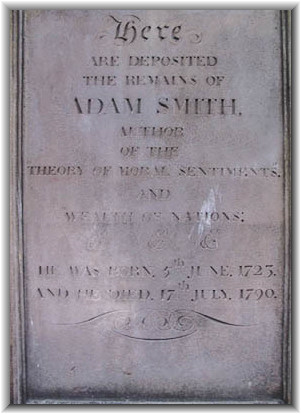 Here
ARE DEPOSITED
THE REMAINS OF
ADAM SMITH,
AUTHOR
OF THE
THEORY OF MORAL SENTIMENTS,
AND
WEALTH OF NATIONS:
HE WAS BORN, 5th JUNE, 1723.
AND HE DIED, 17th JULY, 1790.